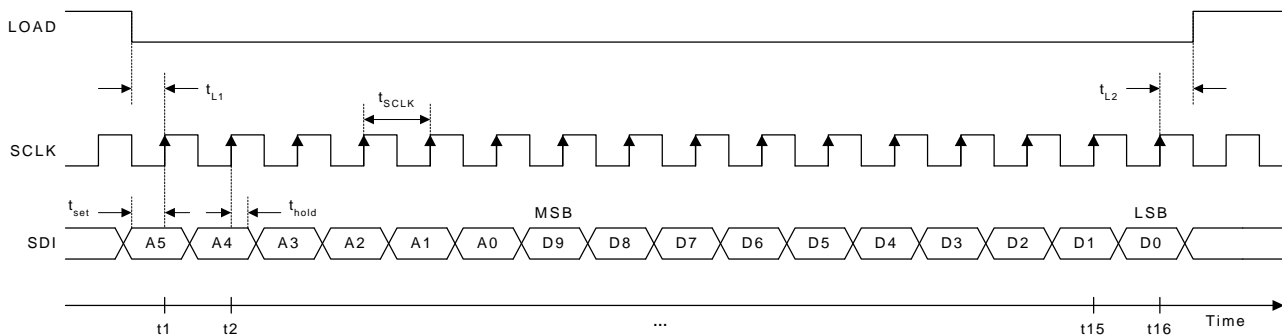 LOAD
tL1
tSCLK
tL2
SCLK
tset
thold
MSB
LSB
SDI
A5 A4 A3 A2 A1 A0 D9 D8 D7 D6 D5 D4 D3 D2 D1 D0
t1 t2 ... t15 t16 Time